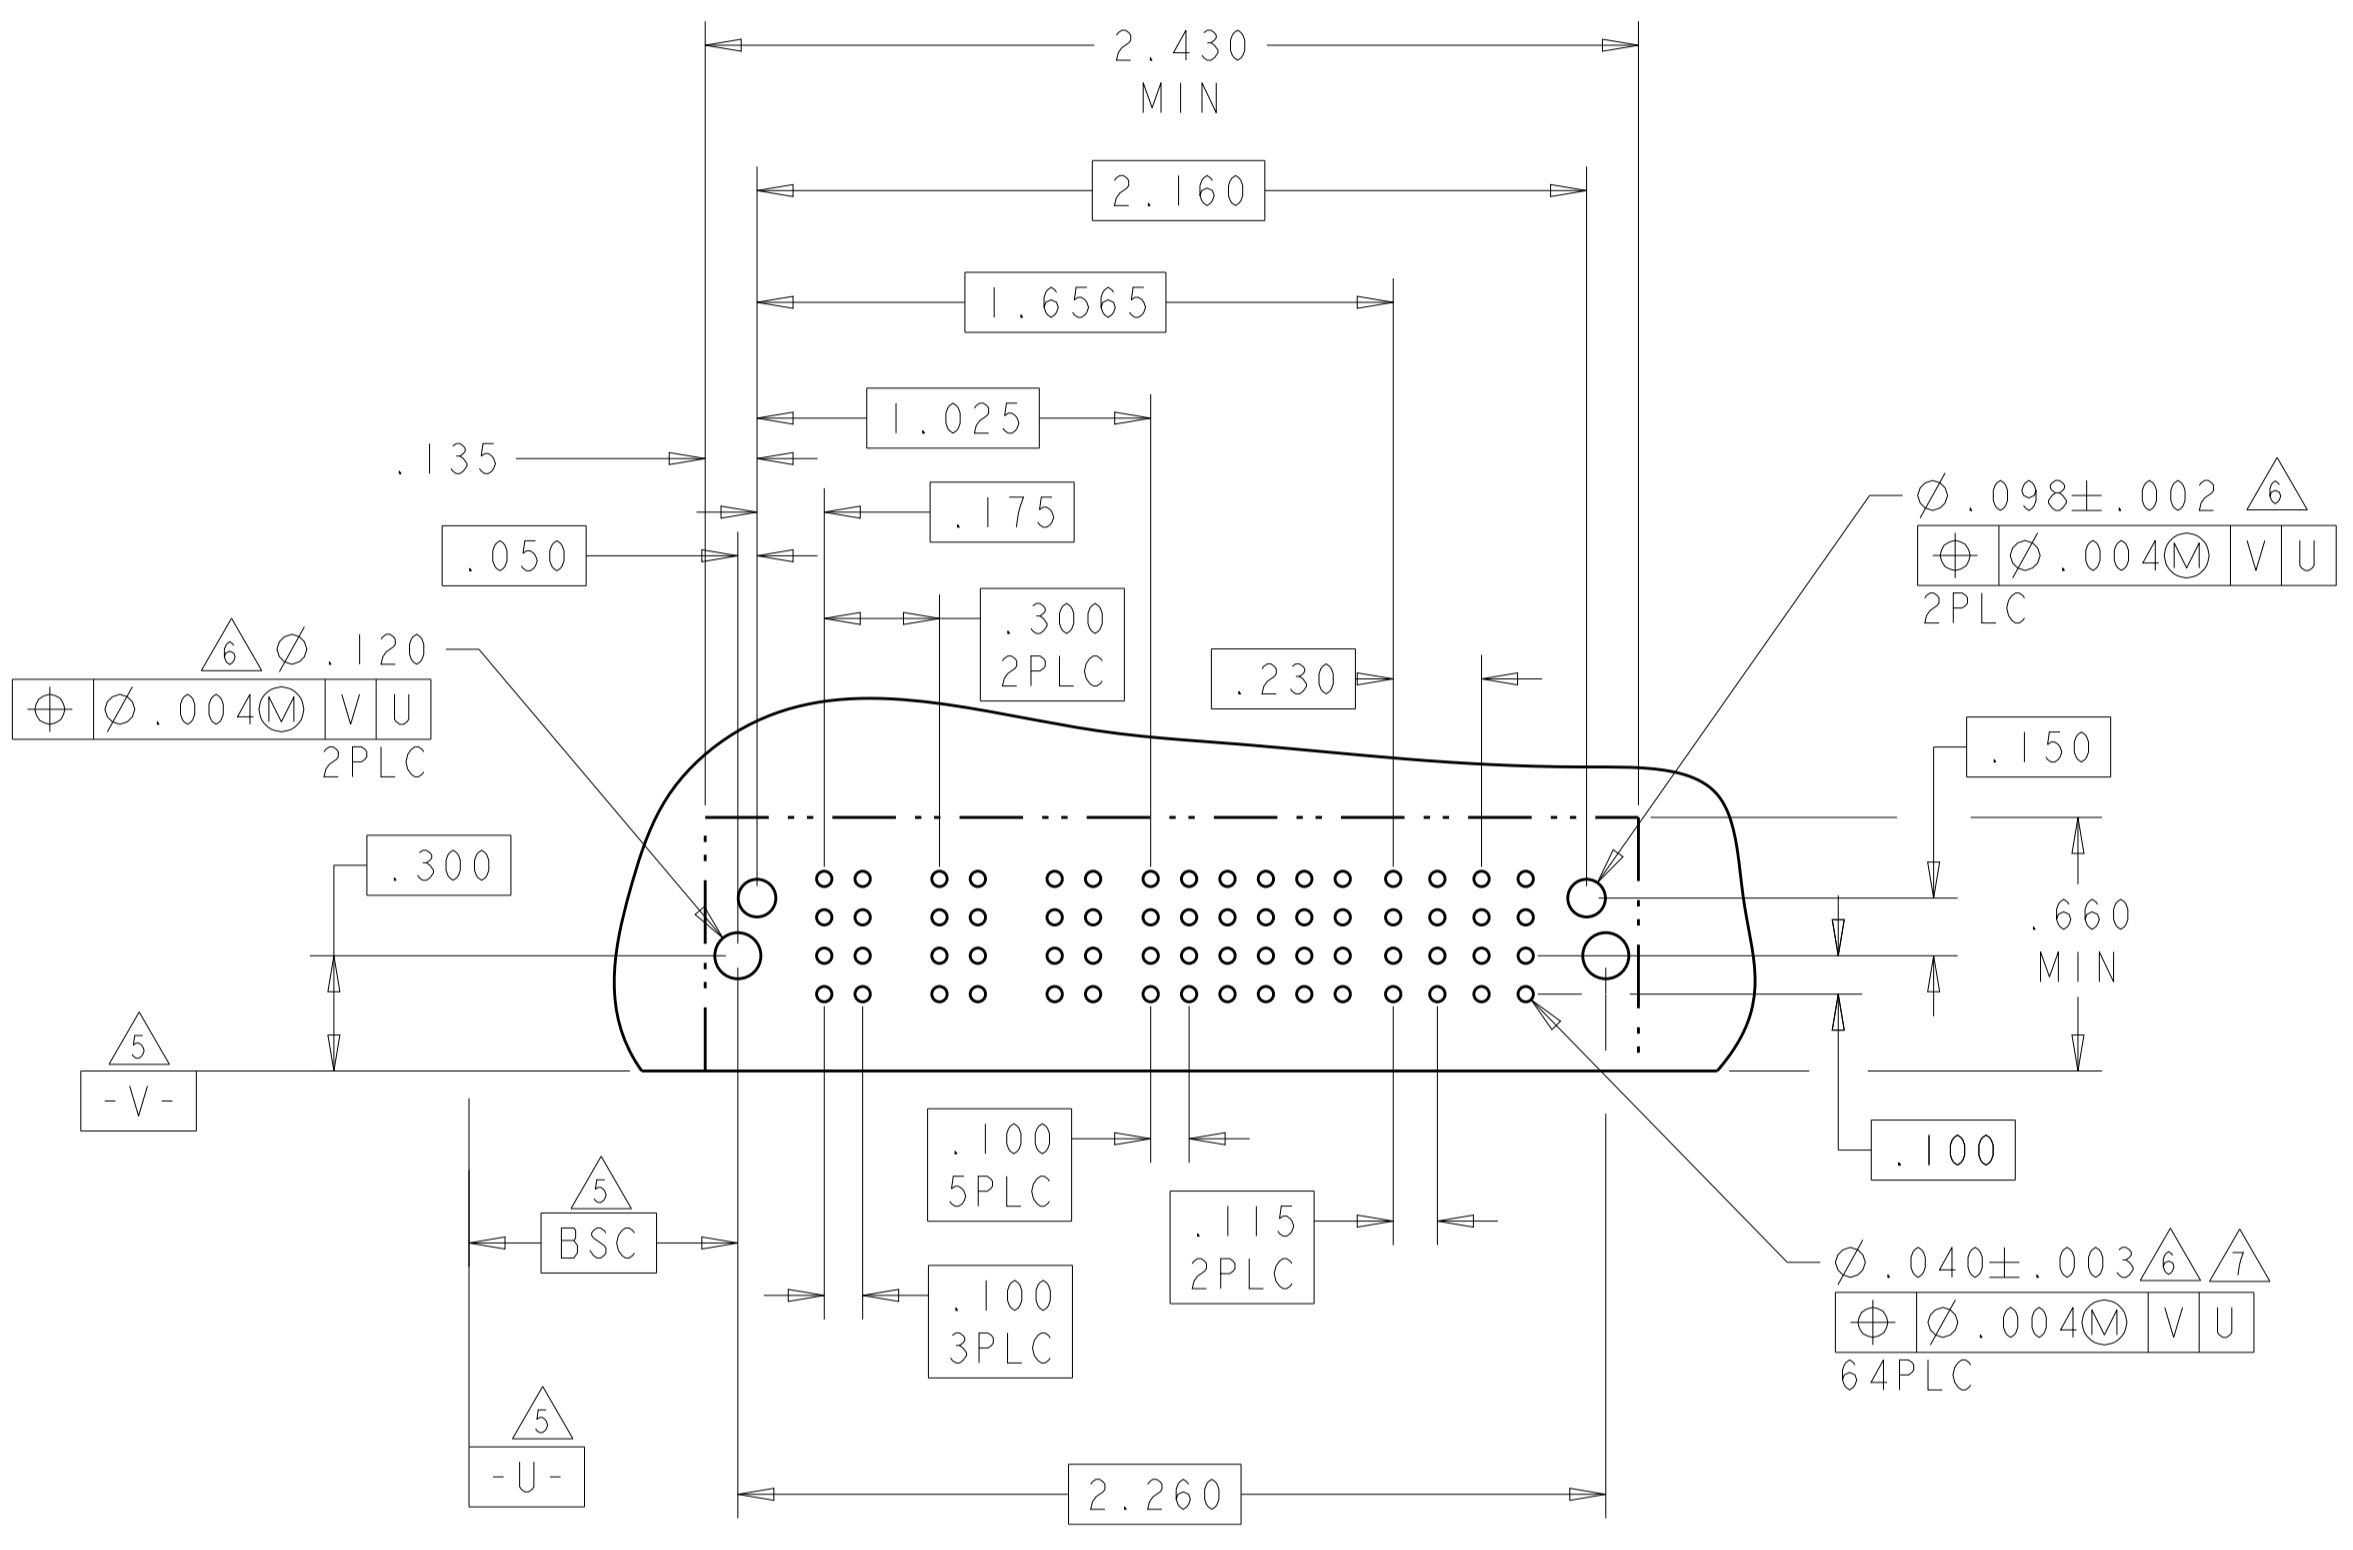 2.430
MIN
2.160
1.6565
1.025
.135
.175
.050
⌀.098±.002 6
⌖ ⌀.004Ⓜ V U
2PLC
.300
2PLC
.230
6 ⌀.120
⌖ ⌀.004Ⓜ V U
2PLC
.150
.300
.660
MIN
5
-V-
.100
5PLC
.100
5
BSC
.115
2PLC
.100
3PLC
⌀.040±.003 6 7
⌖ ⌀.004Ⓜ V U
64PLC
5
-U-
2.260